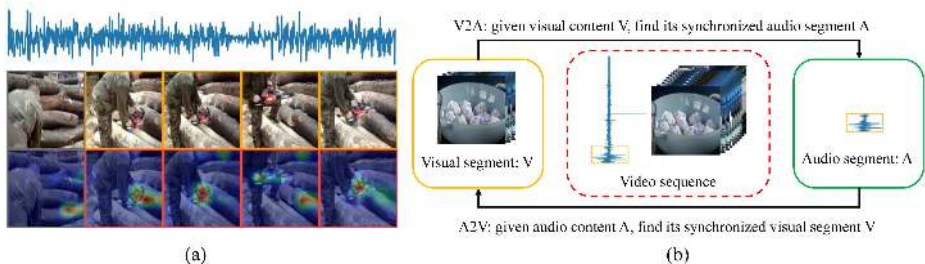 V2A: given visual content V, find its synchronized audio segment A
Visual segment: V
Video sequence
Audio segment: A
A2V: given audio content A, find its synchronized visual segment V
(a)
(b)